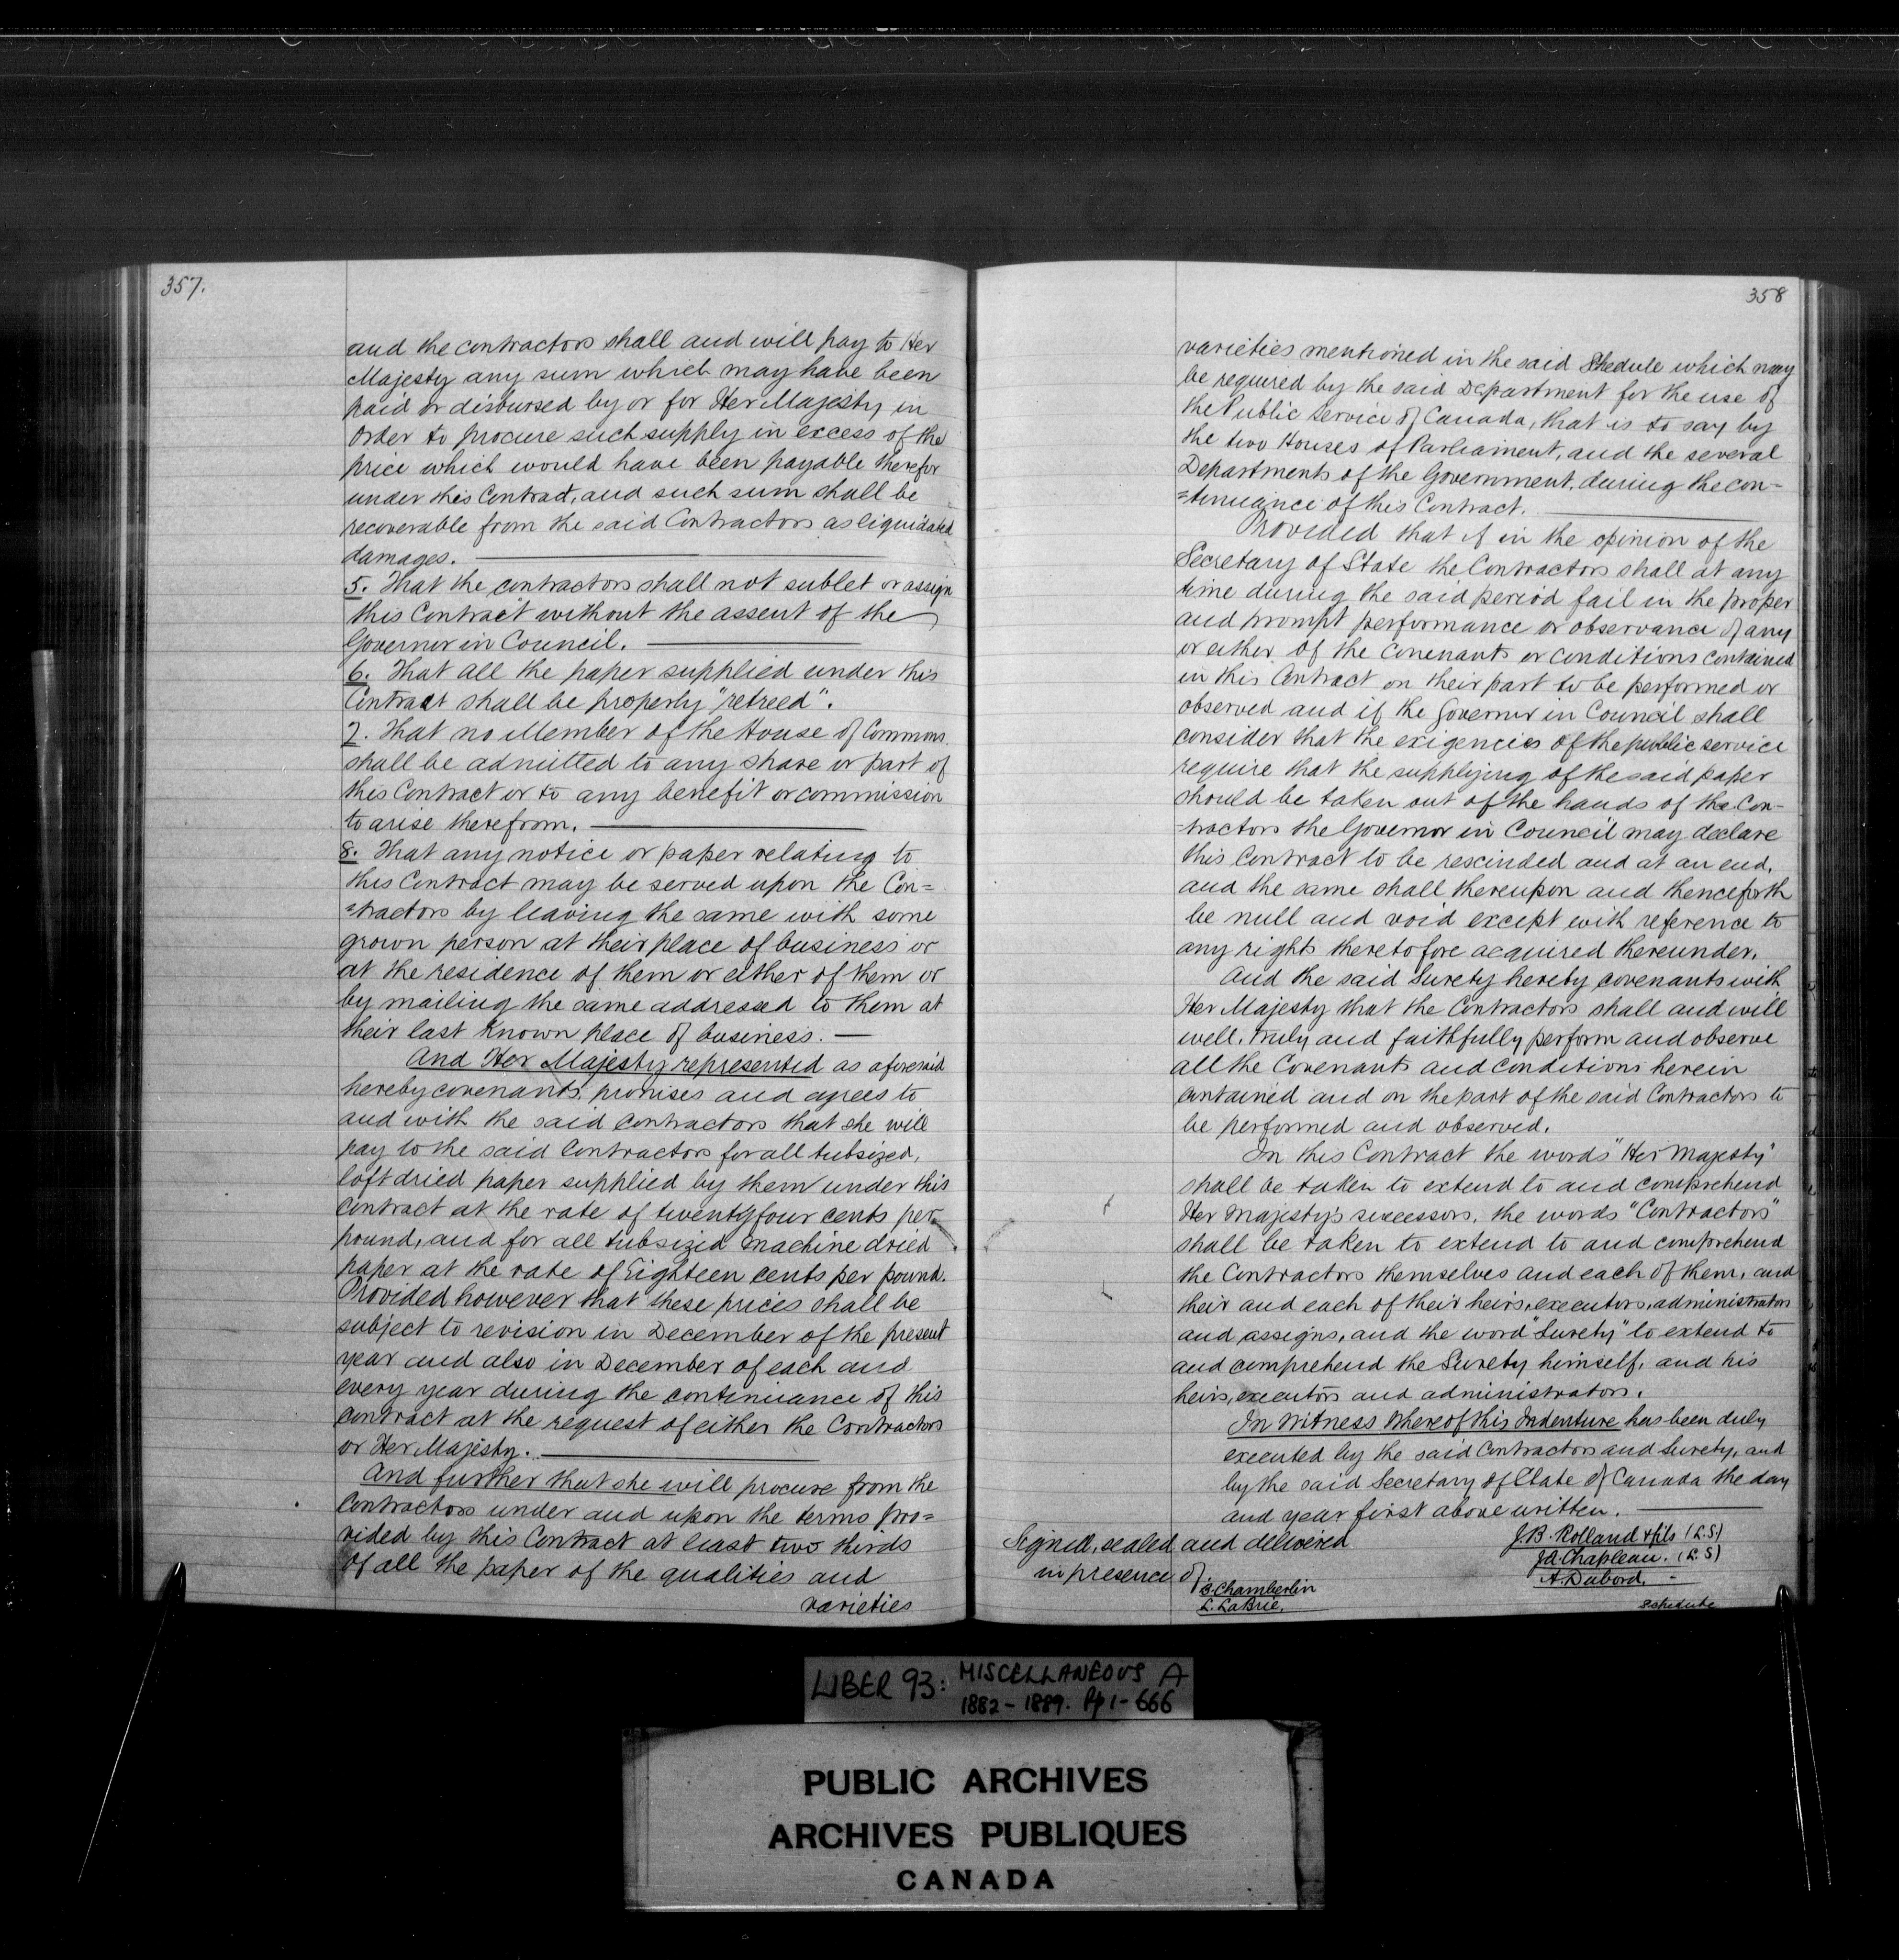 357.
and the contractors shall and will pay to Her
Majesty any sum which may have been
paid or disbursed by or for Her Majesty in
order to procure such supply in excess of the
price which would have been payable therefor
under this Contract, and such sum shall be
recoverable from the said Contractors as liquidated
damages.
5. That the contractors shall not sublet or assign
this Contract without the assent of the
Governor in Council.
6. That all the paper supplied under this
Contract shall be properly "retreed".
7. That no Member of the House of Commons
shall be admitted to any share or part of
this Contract or to any benefit or commission
to arise therefrom.
8. That any notice or paper relating to
this Contract may be served upon the Con=
=tractors by leaving the same with some
grown person at their place of business or
at the residence of them or either of them or
by mailing the same addressed to them at
their last known place of business.
And Her Majesty represented as aforesaid
hereby covenants, promises and agrees to
and with the said contractors that she will
pay to the said Contractors for all tubsized,
loft dried paper supplied by them under this
contract at the rate of twentyfour cents per
pound, and for all tubsized machine dried
paper at the rate of Eighteen cents per pound.
Provided however that these prices shall be
subject to revision in December of the present
year and also in December of each and
every year during the continuance of this
contract at the request of either the Contractors
or Her Majesty.
And further that she will procure from the
Contractors under and upon the terms pro=
vided by this Contract at least two thirds
of all the paper of the qualities and
varieties
358
varieties mentioned in the said Schedule which may
be required by the said Department for the use of
the Public Service of Canada, that is to say by
the two Houses of Parliament, and the several
Departments of the Government, during the con-
=tinuance of this Contract.
Provided that if in the opinion of the
Secretary of State the Contractors shall at any
time during the said period fail in the proper
and prompt performance or observance of any
or either of the covenants or conditions contained
in this Contract on their part to be performed or
observed and if the Governor in Council shall
consider that the exigencies of the public service
require that the supplying of the said paper
should be taken out of the hands of the Con-
-tractors the Governor in Council may declare
this Contract to be rescinded and at an end,
and the same shall thereupon and thenceforth
be null and void except with reference to
any rights theretofore acquired thereunder.
And the said Surety hereby covenants with
Her Majesty that the Contractors shall and will
well, truly and faithfully perform and observe
all the Covenants and conditions herein
contained and on the part of the said Contractors to
be performed and observed.
In this Contract the words "Her Majesty"
shall be taken to extend to and comprehend
Her Majesty's successors, the words "Contractors"
shall be taken to extend to and comprehend
the Contractors themselves and each of them, and
their and each of their heirs, executors, administrators
and assigns, and the word "Surety" to extend to
and comprehend the Surety himself, and his
heirs, executors and administrators.
In Witness Whereof this Indenture has been duly
executed by the said Contractors and Surety, and
by the said Secretary of State of Canada the day
and year first above written.
Signed, sealed and delivered
in presence of
J.B. Rolland & fils (L.S.)
J.A. Chapleau. (L.S)
A. Dubord. -
B. Chamberlin
L. LaBrie.
schedule
LIBER 93: MISCELLANEOUS A
1882-1889. Pp 1-666
PUBLIC ARCHIVES
ARCHIVES PUBLIQUES
CANADA